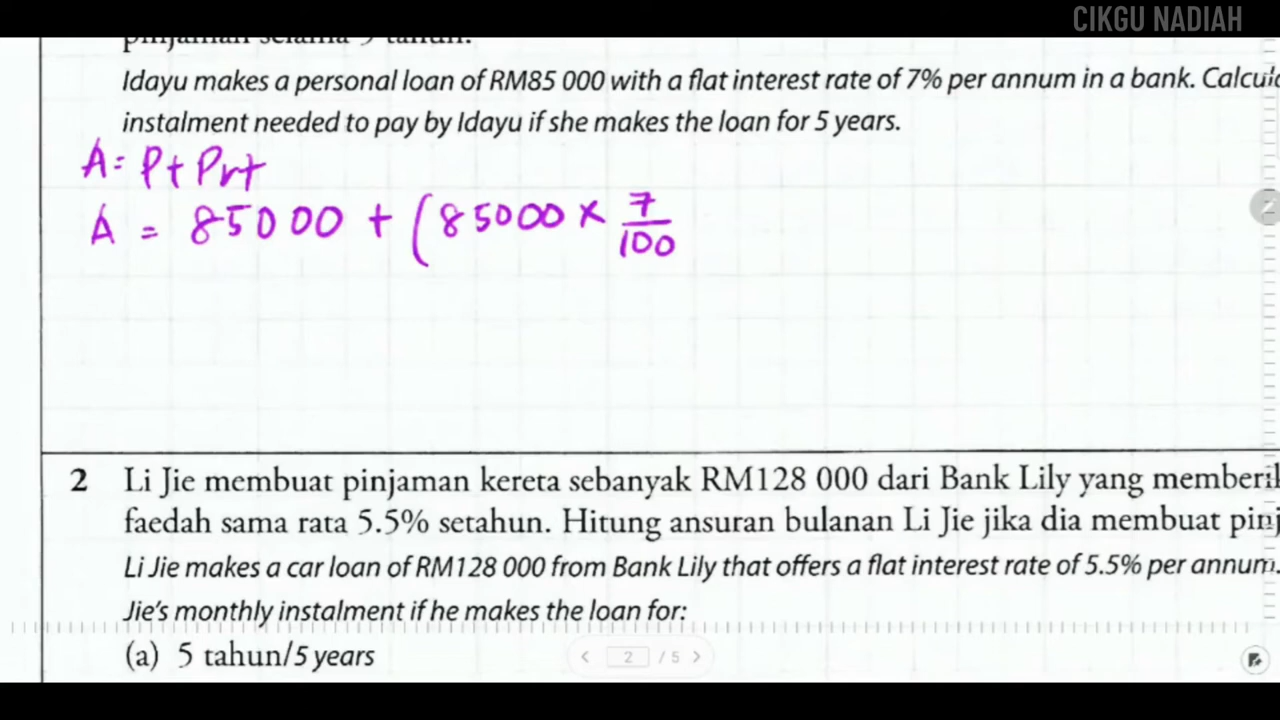 CIKGU NADIAH
pinjaman selama 5 tahun.
Idayu makes a personal loan of RM85 000 with a flat interest rate of 7% per annum in a bank.
instalment needed to pay by Idayu if she makes the loan for 5 years.
A = P + Prt
A = 85000 + (85000 × 7/100
2 Li Jie membuat pinjaman kereta sebanyak RM128 000 dari Bank Lily yang
faedah sama rata 5.5% setahun. Hitung ansuran bulanan Li Jie jika dia membuat
Li Jie makes a car loan of RM128 000 from Bank Lily that offers a flat interest rate of 5.5% per annum.
Jie's monthly instalment if he makes the loan for:
(a) 5 tahun/5 years
< 2 / 5 >